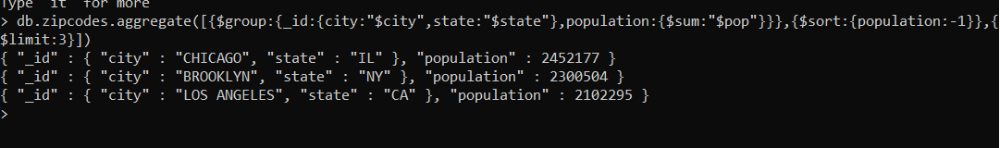 Type "it" for more
> db.zipcodes.aggregate([{$group:{_id:{city:"$city",state:"$state"},population:{$sum:"$pop"}}},{$sort:{population:-1}},{
$limit:3}])
{ "_id" : { "city" : "CHICAGO", "state" : "IL" }, "population" : 2452177 }
{ "_id" : { "city" : "BROOKLYN", "state" : "NY" }, "population" : 2300504 }
{ "_id" : { "city" : "LOS ANGELES", "state" : "CA" }, "population" : 2102295 }
>